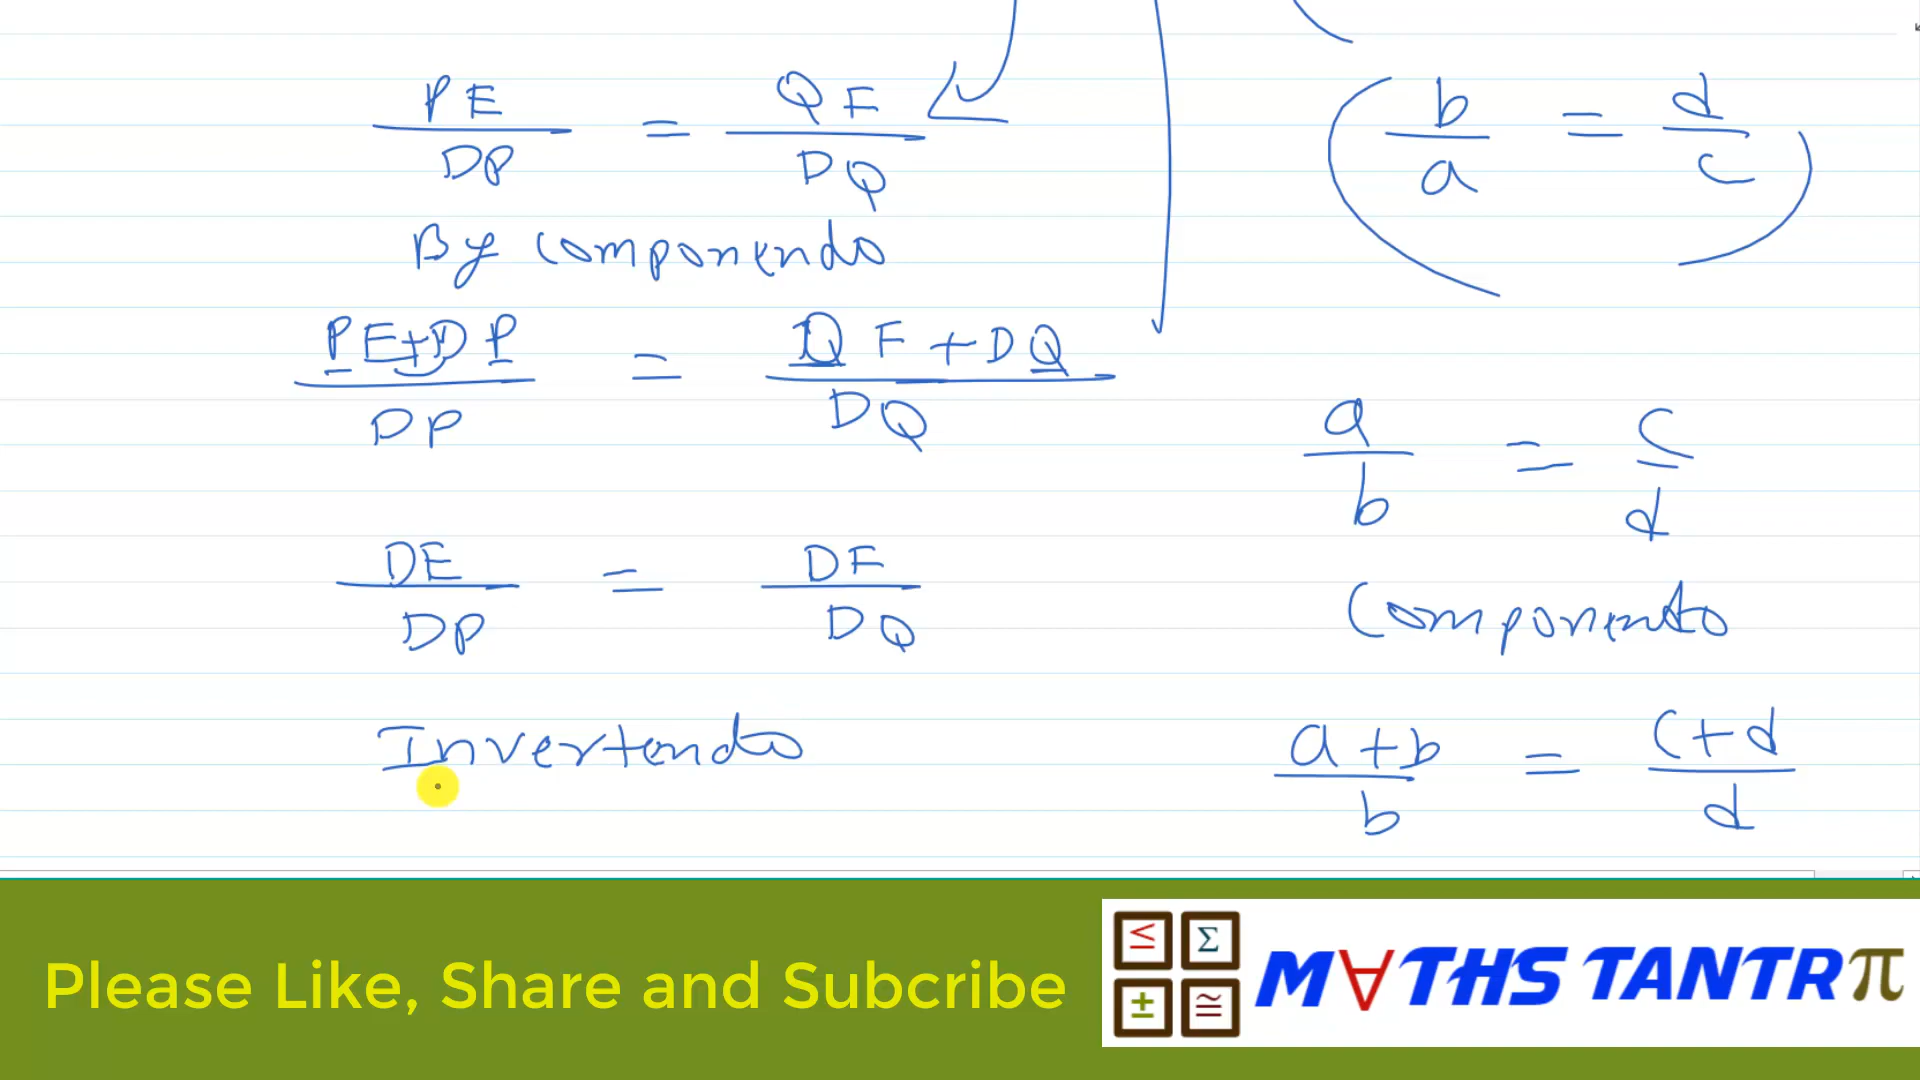 PE/DP = QF/DQ
By componendo
PE+DP/DP = QF+DQ/DQ
DE/DP = DF/DQ
Invertendo
b/a = d/c
a/b = c/d
Componendo
a+b/b = c+d/d
Please Like, Share and Subcribe
≤ Σ
± ≅
M∀THS TANTRπ